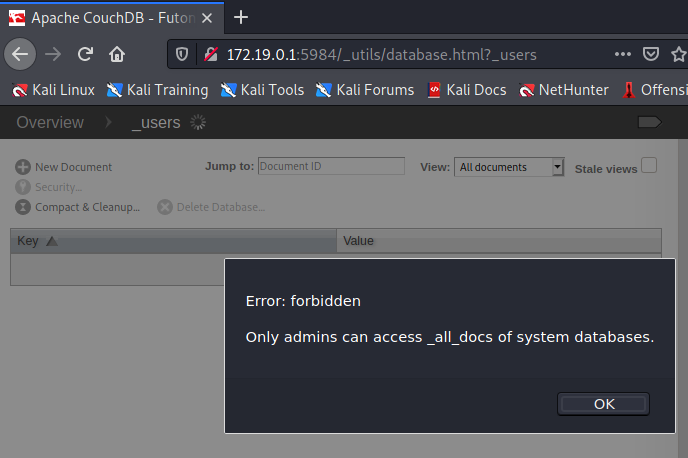 Apache CouchDB - Futon
172.19.0.1:5984/_utils/database.html?_users
Kali Linux Kali Training Kali Tools Kali Forums Kali Docs NetHunter Offensi
Overview _users
New Document Jump to: Document ID View: All documents Stale views
Security...
Compact & Cleanup... Delete Database...
Key Value
Error: forbidden
Only admins can access _all_docs of system databases.
OK